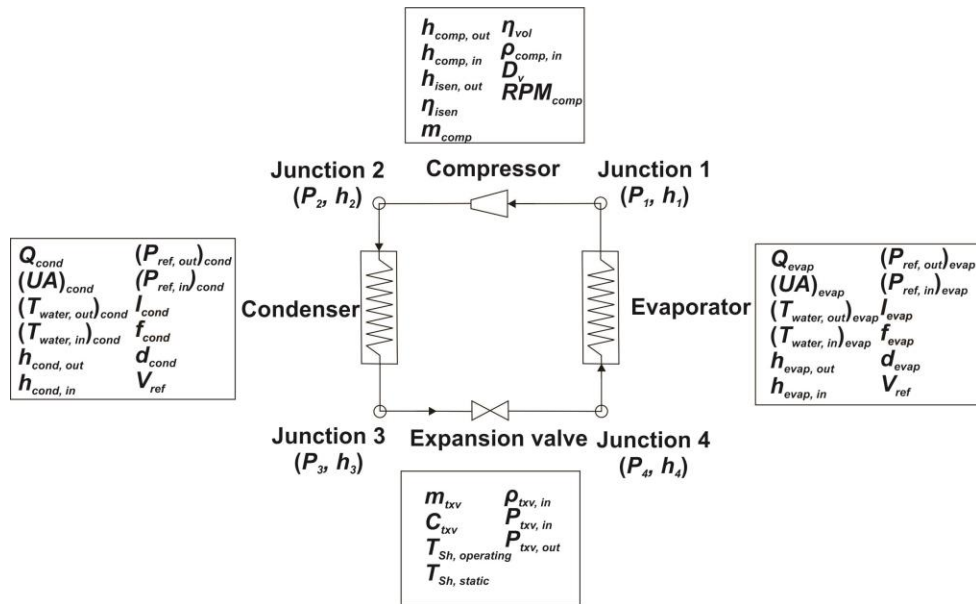 h_comp, out η_vol
h_comp, in ρ_comp, in
h_isen, out D_v
η_isen RPM_comp
m_comp
Junction 2 Compressor Junction 1
(P_2, h_2) (P_1, h_1)
Q_cond (P_ref, out)_cond
(UA)_cond (P_ref, in)_cond
(T_water, out)_cond l_cond
(T_water, in)_cond f_cond
h_cond, out d_cond
h_cond, in V_ref
Condenser
Evaporator
Q_evap (P_ref, out)_evap
(UA)_evap (P_ref, in)_evap
(T_water, out)_evap l_evap
(T_water, in)_evap f_evap
h_evap, out d_evap
h_evap, in V_ref
Junction 3 Expansion valve Junction 4
(P_3, h_3) (P_4, h_4)
m_txv ρ_txv, in
C_txv P_txv, in
T_Sh, operating P_txv, out
T_Sh, static